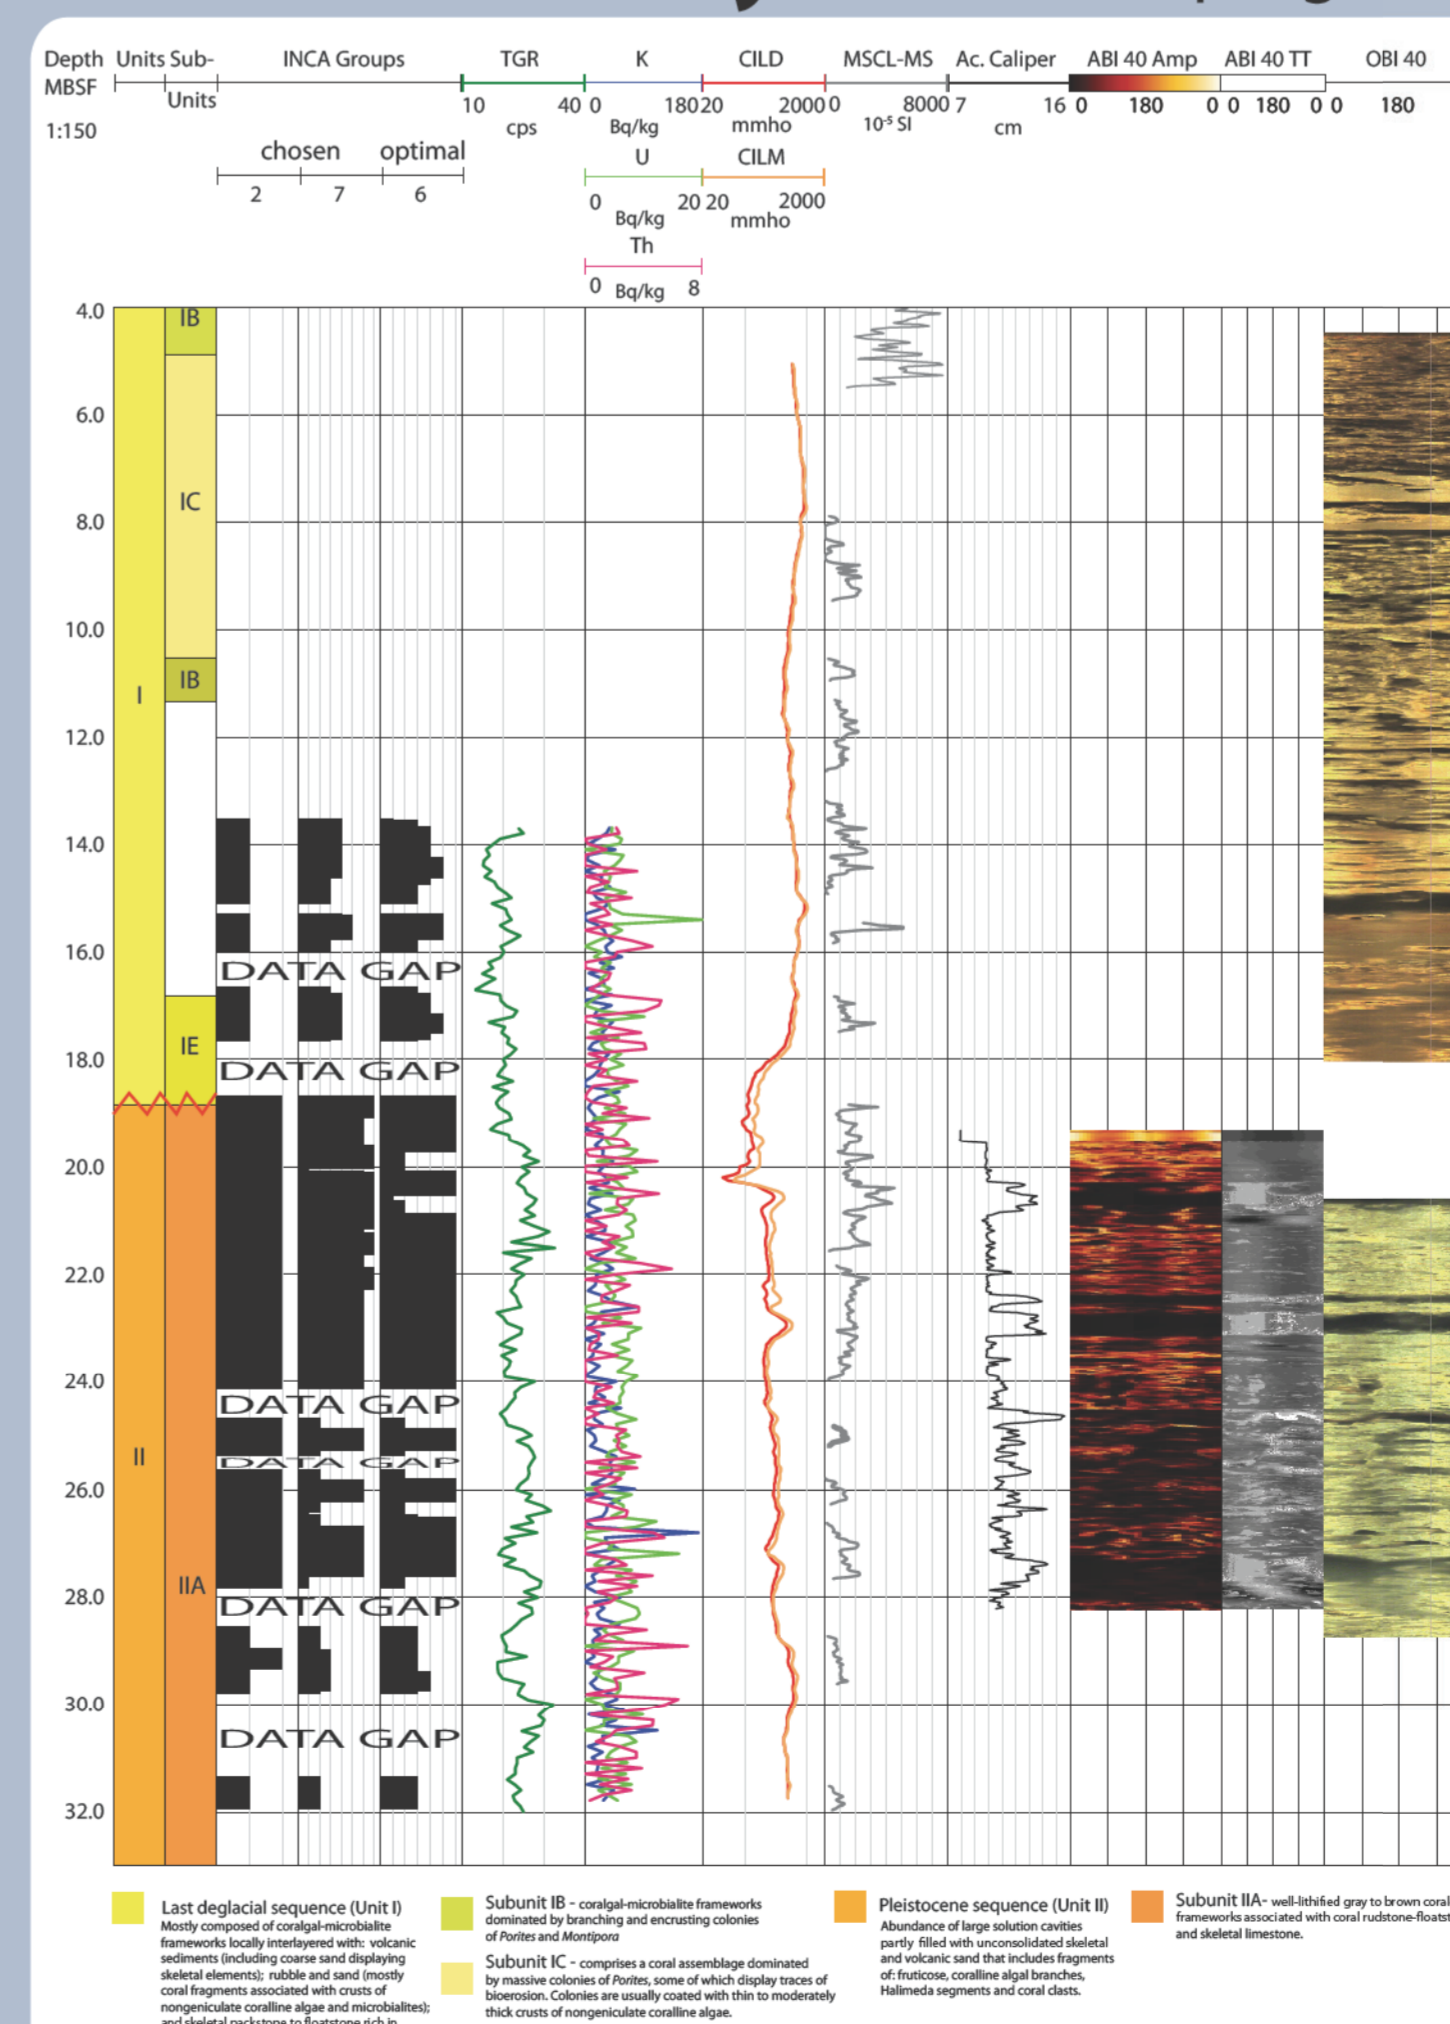 Depth Units Sub- INCA Groups TGR K CILD MSCL-MS Ac. Caliper ABI 40 Amp ABI 40 TT OBI 40
MBSF Units 10 40 0 180 20 2000 0 8000 7 16 0 180 0 0 180 0 0 180
1:150 cps Bq/kg mmho 10⁻⁵ SI cm
chosen optimal U CILM
2 7 6 0 20 20 2000
Bq/kg mmho
Th
0 Bq/kg 8
4.0 IB
6.0
IC
8.0
10.0
IB
I
12.0
14.0
16.0
DATA GAP
IE
18.0
DATA GAP
20.0
22.0
24.0
DATA GAP
II
DATA GAP
26.0
IIA
28.0
DATA GAP
30.0
DATA GAP
32.0
Last deglacial sequence (Unit I)
Mostly composed of coralgal-microbialite
frameworks locally interlayered with: volcanic
sediments (including coarse sand displaying
skeletal elements); rubble and sand (mostly
coral fragments associated with crusts of
nongeniculate coralline algae and microbialites);
and skeletal packstone to floatstone rich in
Subunit IB - coralgal-microbialite frameworks
dominated by branching and encrusting colonies
of Porites and Montipora
Subunit IC - comprises a coral assemblage dominated
by massive colonies of Porites, some of which display traces of
bioerosion. Colonies are usually coated with thin to moderately
thick crusts of nongeniculate coralline algae.
Pleistocene sequence (Unit II)
Abundance of large solution cavities
partly filled with unconsolidated skeletal
and volcanic sand that includes fragments
of: fruticose, coralline algal branches,
Halimeda segments and coral clasts.
Subunit IIA- well-lithified gray to brown coral
frameworks associated with coral rudstone-floatst
and skeletal limestone.